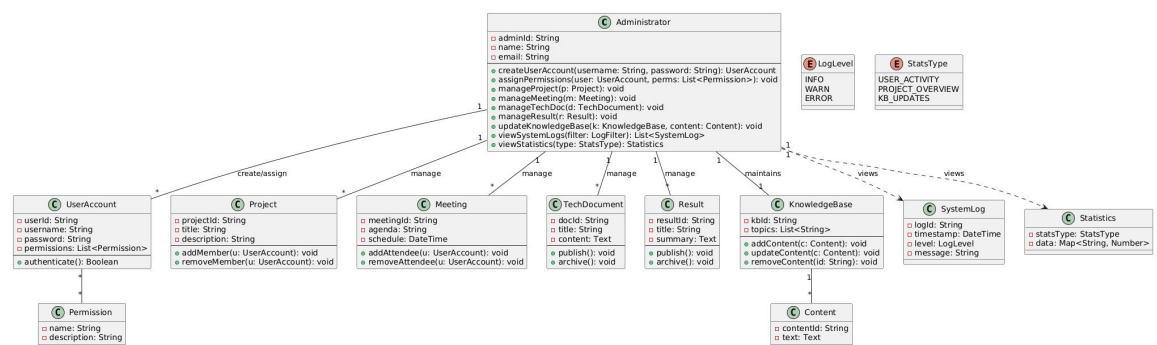 C Administrator
adminId: String
name: String
email: String
createUserAccount(username: String, password: String): UserAccount
assignPermissions(user: UserAccount, perms: List<Permission>): void
manageProject(p: Project): void
manageMeeting(m: Meeting): void
manageTechDoc(d: TechDocument): void
manageResult(r: Result): void
updateKnowledgeBase(k: KnowledgeBase, content: Content): void
viewSystemLogs(filter: LogFilter): List<SystemLog>
viewStatistics(type: StatsType): Statistics
E LogLevel
INFO
WARN
ERROR
E StatsType
USER_ACTIVITY
PROJECT_OVERVIEW
KB_UPDATES
1
1
1
1
1
1
1
1
create/assign
manage
manage
manage
manage
maintains
views
views
*
*
*
*
*
1
C UserAccount
userId: String
username: String
password: String
permissions: List<Permission>
authenticate(): Boolean
C Project
projectId: String
title: String
description: String
addMember(u: UserAccount): void
removeMember(u: UserAccount): void
C Meeting
meetingId: String
agenda: String
schedule: DateTime
addAttendee(u: UserAccount): void
removeAttendee(u: UserAccount): void
C TechDocument
docId: String
title: String
content: Text
publish(): void
archive(): void
C Result
resultId: String
title: String
summary: Text
publish(): void
archive(): void
C KnowledgeBase
kbId: String
topics: List<String>
addContent(c: Content): void
updateContent(c: Content): void
removeContent(id: String): void
C SystemLog
logId: String
timestamp: DateTime
level: LogLevel
message: String
C Statistics
statsType: StatsType
data: Map<String, Number>
*
*
1
*
C Permission
name: String
description: String
C Content
contentId: String
text: Text